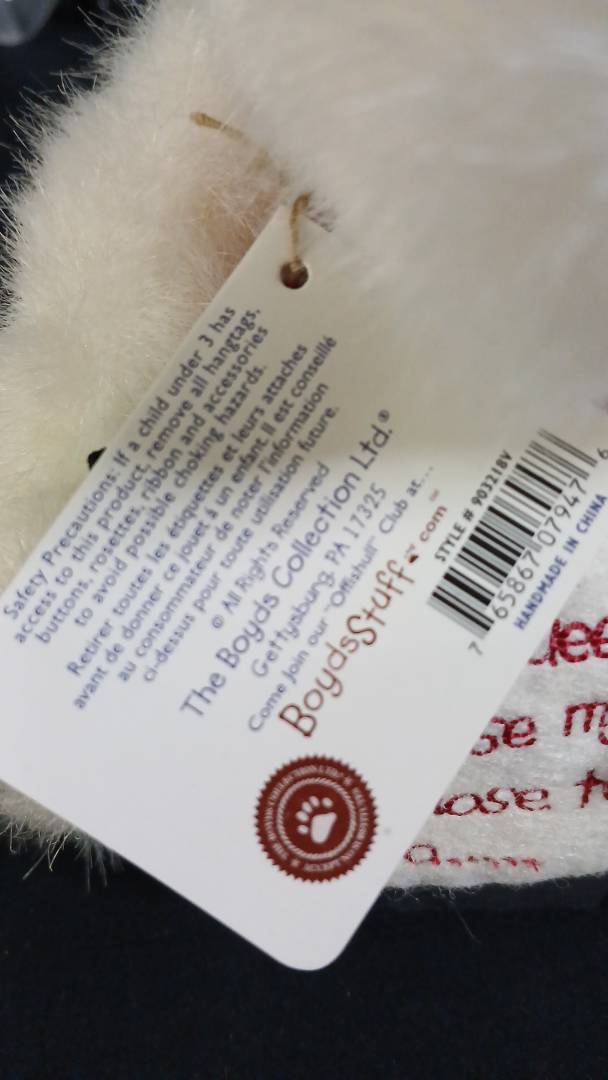 Safety Precautions: If a child under 3 has
access to this product, remove all hangtags,
buttons, rosettes, ribbon and accessories
to avoid possible choking hazards.
Retirer toutes les étiquettes et leurs attaches
avant de donner ce jouet à un enfant. Il est conseillé
au consommateur de noter l'information
ci-dessus pour toute utilisation future.
© All Rights Reserved
The Boyds Collection Ltd.®
Gettysburg, PA 17325
Come join our "Offishull" Club at...
BoydsStuff.com™
STYLE # 903218V
7 65867 07947 6
HANDMADE IN CHINA
se my